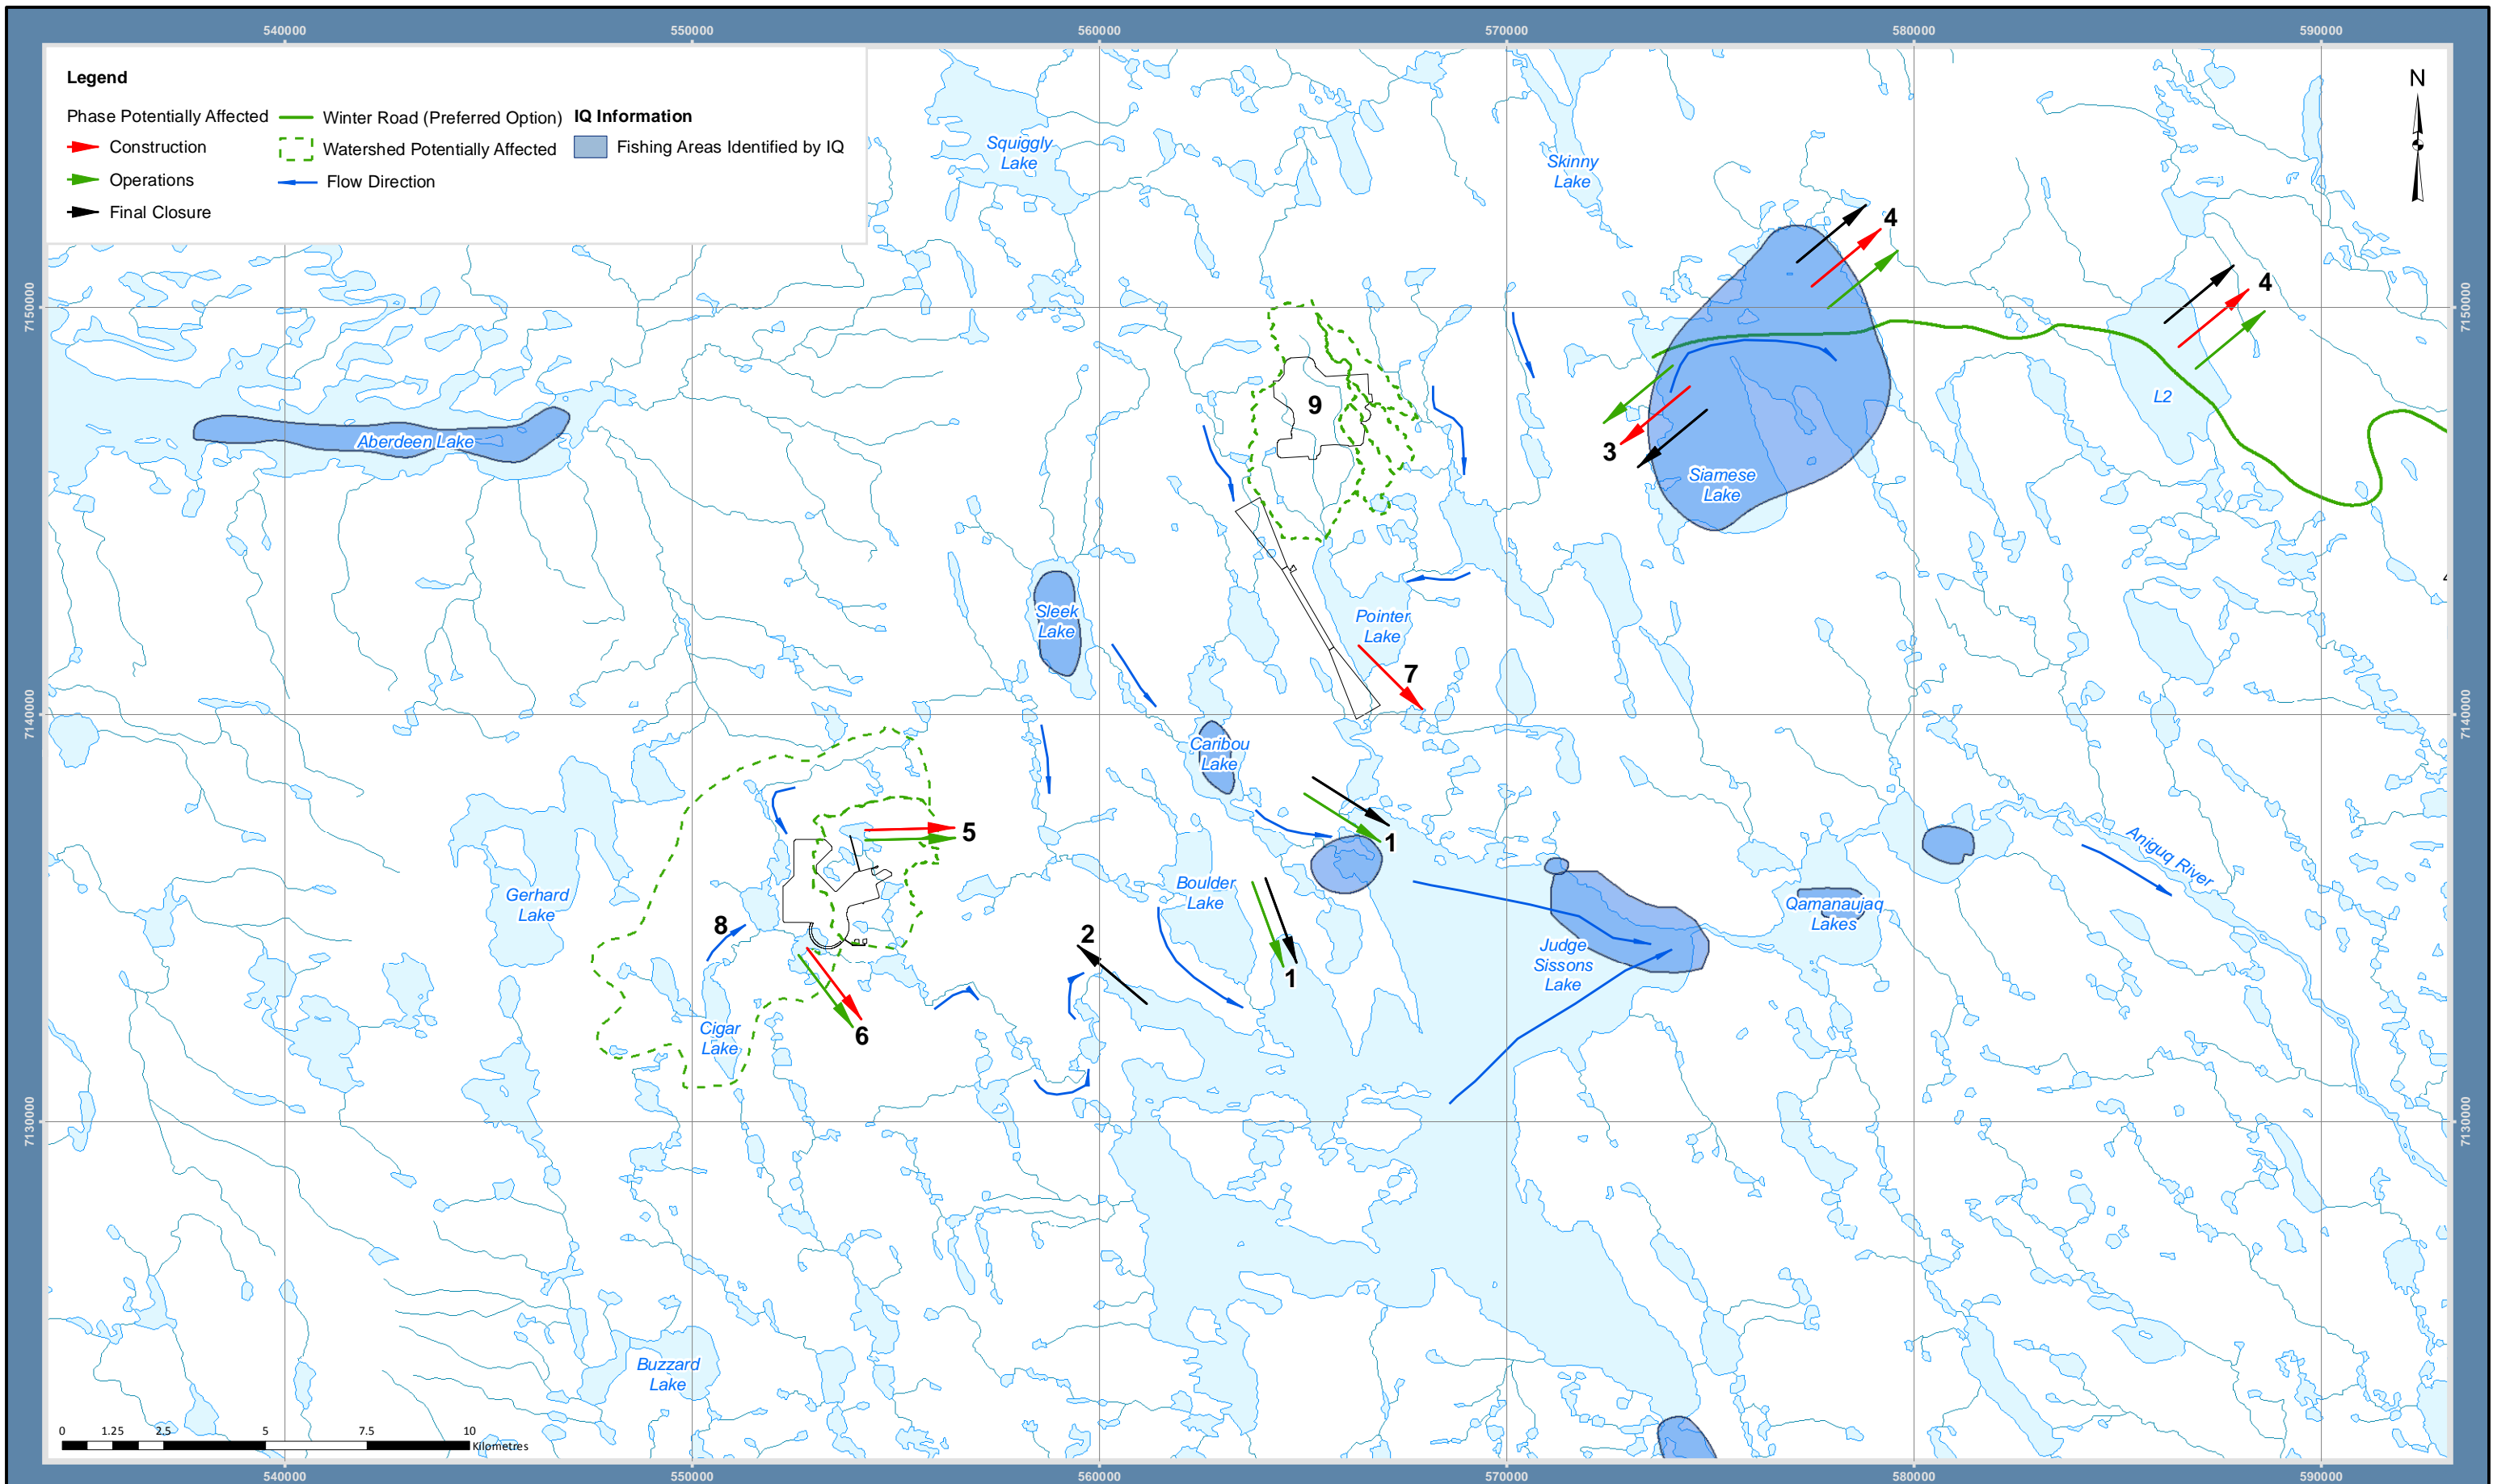 540000
550000
560000
570000
580000
590000
Legend
Phase Potentially Affected
Construction
Operations
Final Closure
Winter Road (Preferred Option)
Watershed Potentially Affected
Flow Direction
IQ Information
Fishing Areas Identified by IQ
N
Squiggly
Lake
Skinny
Lake
4
4
7150000
7150000
L2
9
3
Aberdeen Lake
Siamese
Lake
Sleek
Lake
Pointer
Lake
7
7140000
7140000
Caribou
Lake
5
1
Aniguq River
Gerhard
Lake
Boulder
Lake
Qamanaujaq
Lakes
8
2
1
Judge
Sissons
Lake
6
Cigar
Lake
7130000
7130000
Buzzard
Lake
0
1.25
2.5
5
7.5
10
Kilometres
540000
550000
560000
570000
580000
590000